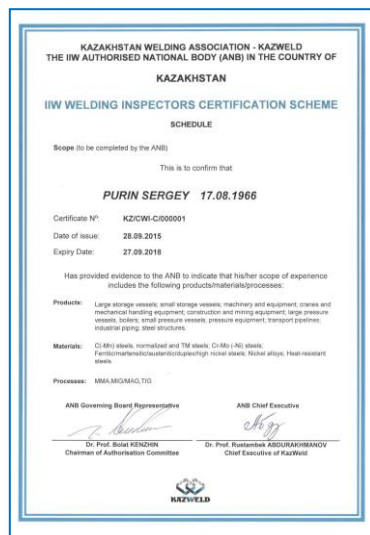 KAZAKHSTAN WELDING ASSOCIATION - KAZWELD
THE IIW AUTHORISED NATIONAL BODY (ANB) IN THE COUNTRY OF
KAZAKHSTAN
IIW WELDING INSPECTORS CERTIFICATION SCHEME
SCHEDULE
Scope (to be completed by the ANB)
This is to confirm that
PURIN SERGEY 17.08.1966
Certificate Nº: KZ/CWI-C/000001
Date of issue: 28.09.2015
Expiry Date: 27.09.2018
Has provided evidence to the ANB to indicate that his/her scope of experience
includes the following products/materials/processes:
Products: Large storage vessels; small storage vessels; machinery and equipment; cranes and
mechanical handling equipment; construction and mining equipment; large pressure
vessels, boilers; small pressure vessels, pressure equipment; transport pipelines;
industrial piping; steel structures.
Materials: C(-Mn) steels, normalized and TM steels; Cr-Mo (-Ni) steels;
Ferritic/martensitic/austenitic/duplex/high nickel steels; Nickel alloys; Heat-resistant
steels.
Processes: MMA,MIG/MAG,TIG
ANB Governing Board Representative ANB Chief Executive
Dr. Prof. Bolat KENZHIN Dr. Prof. Rustambek ABDURAKHMANOV
Chairman of Authorisation Committee Chief Executive of KazWeld
KAZWELD